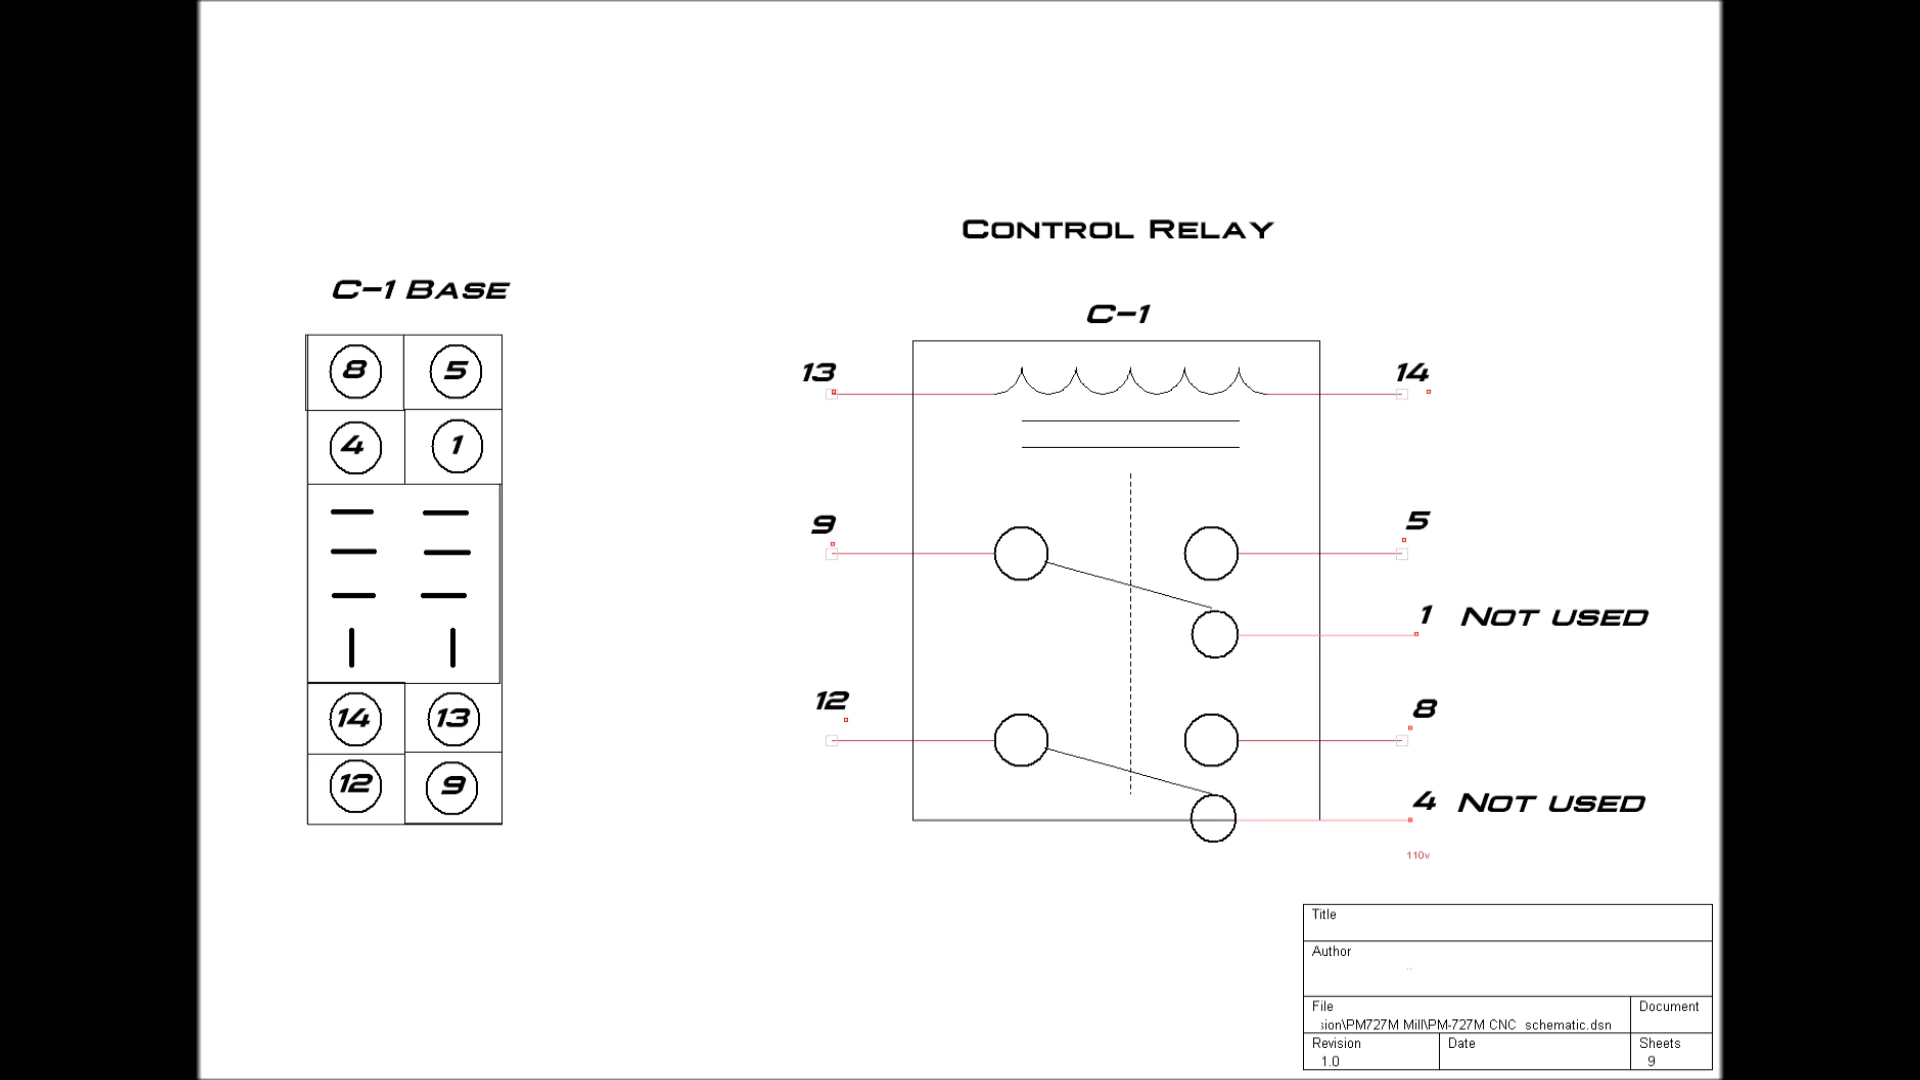 Control Relay
C-1 Base
C-1
8 5
4 1
14 13
12 9
13 14
9 5
1 Not used
12 8
4 Not used
110v
Title
Author
File Document
sion\PM727M Mill\PM-727M CNC schematic.dsn
Revision Date Sheets
1.0 9